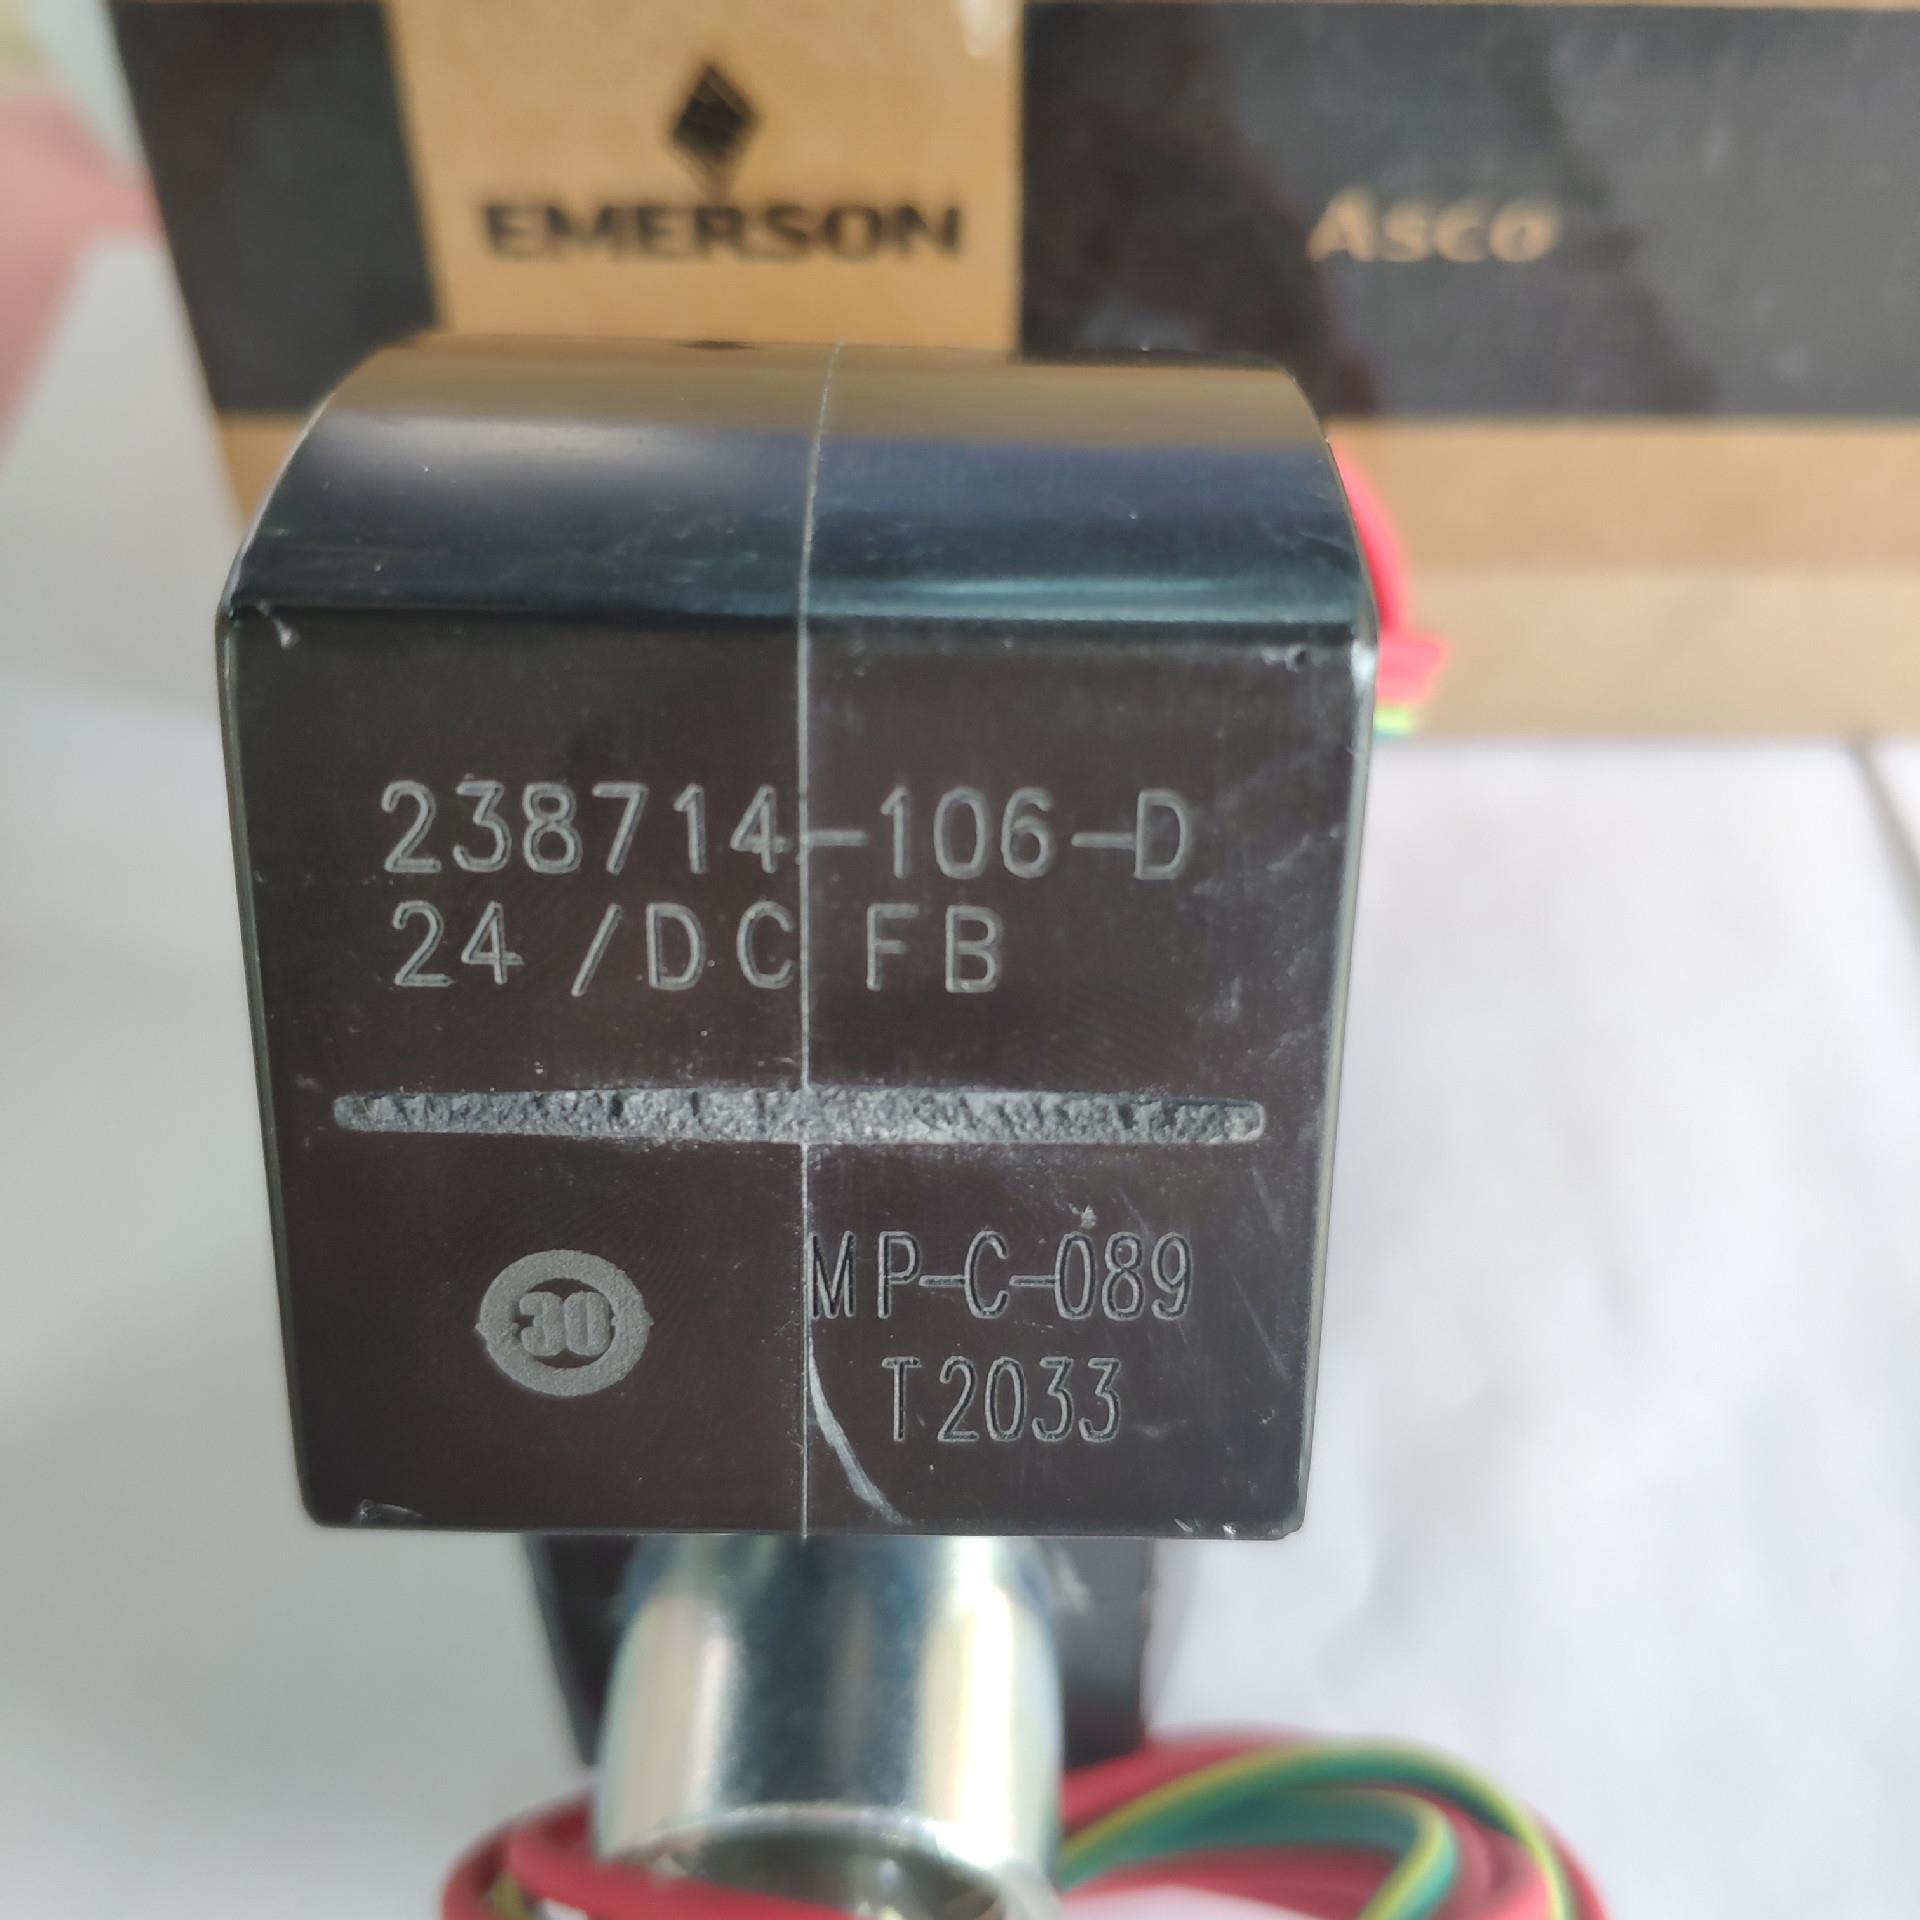 EMERSON
Asco
238714-106-D
24 /DC FB
30
MP-C-089
T2033